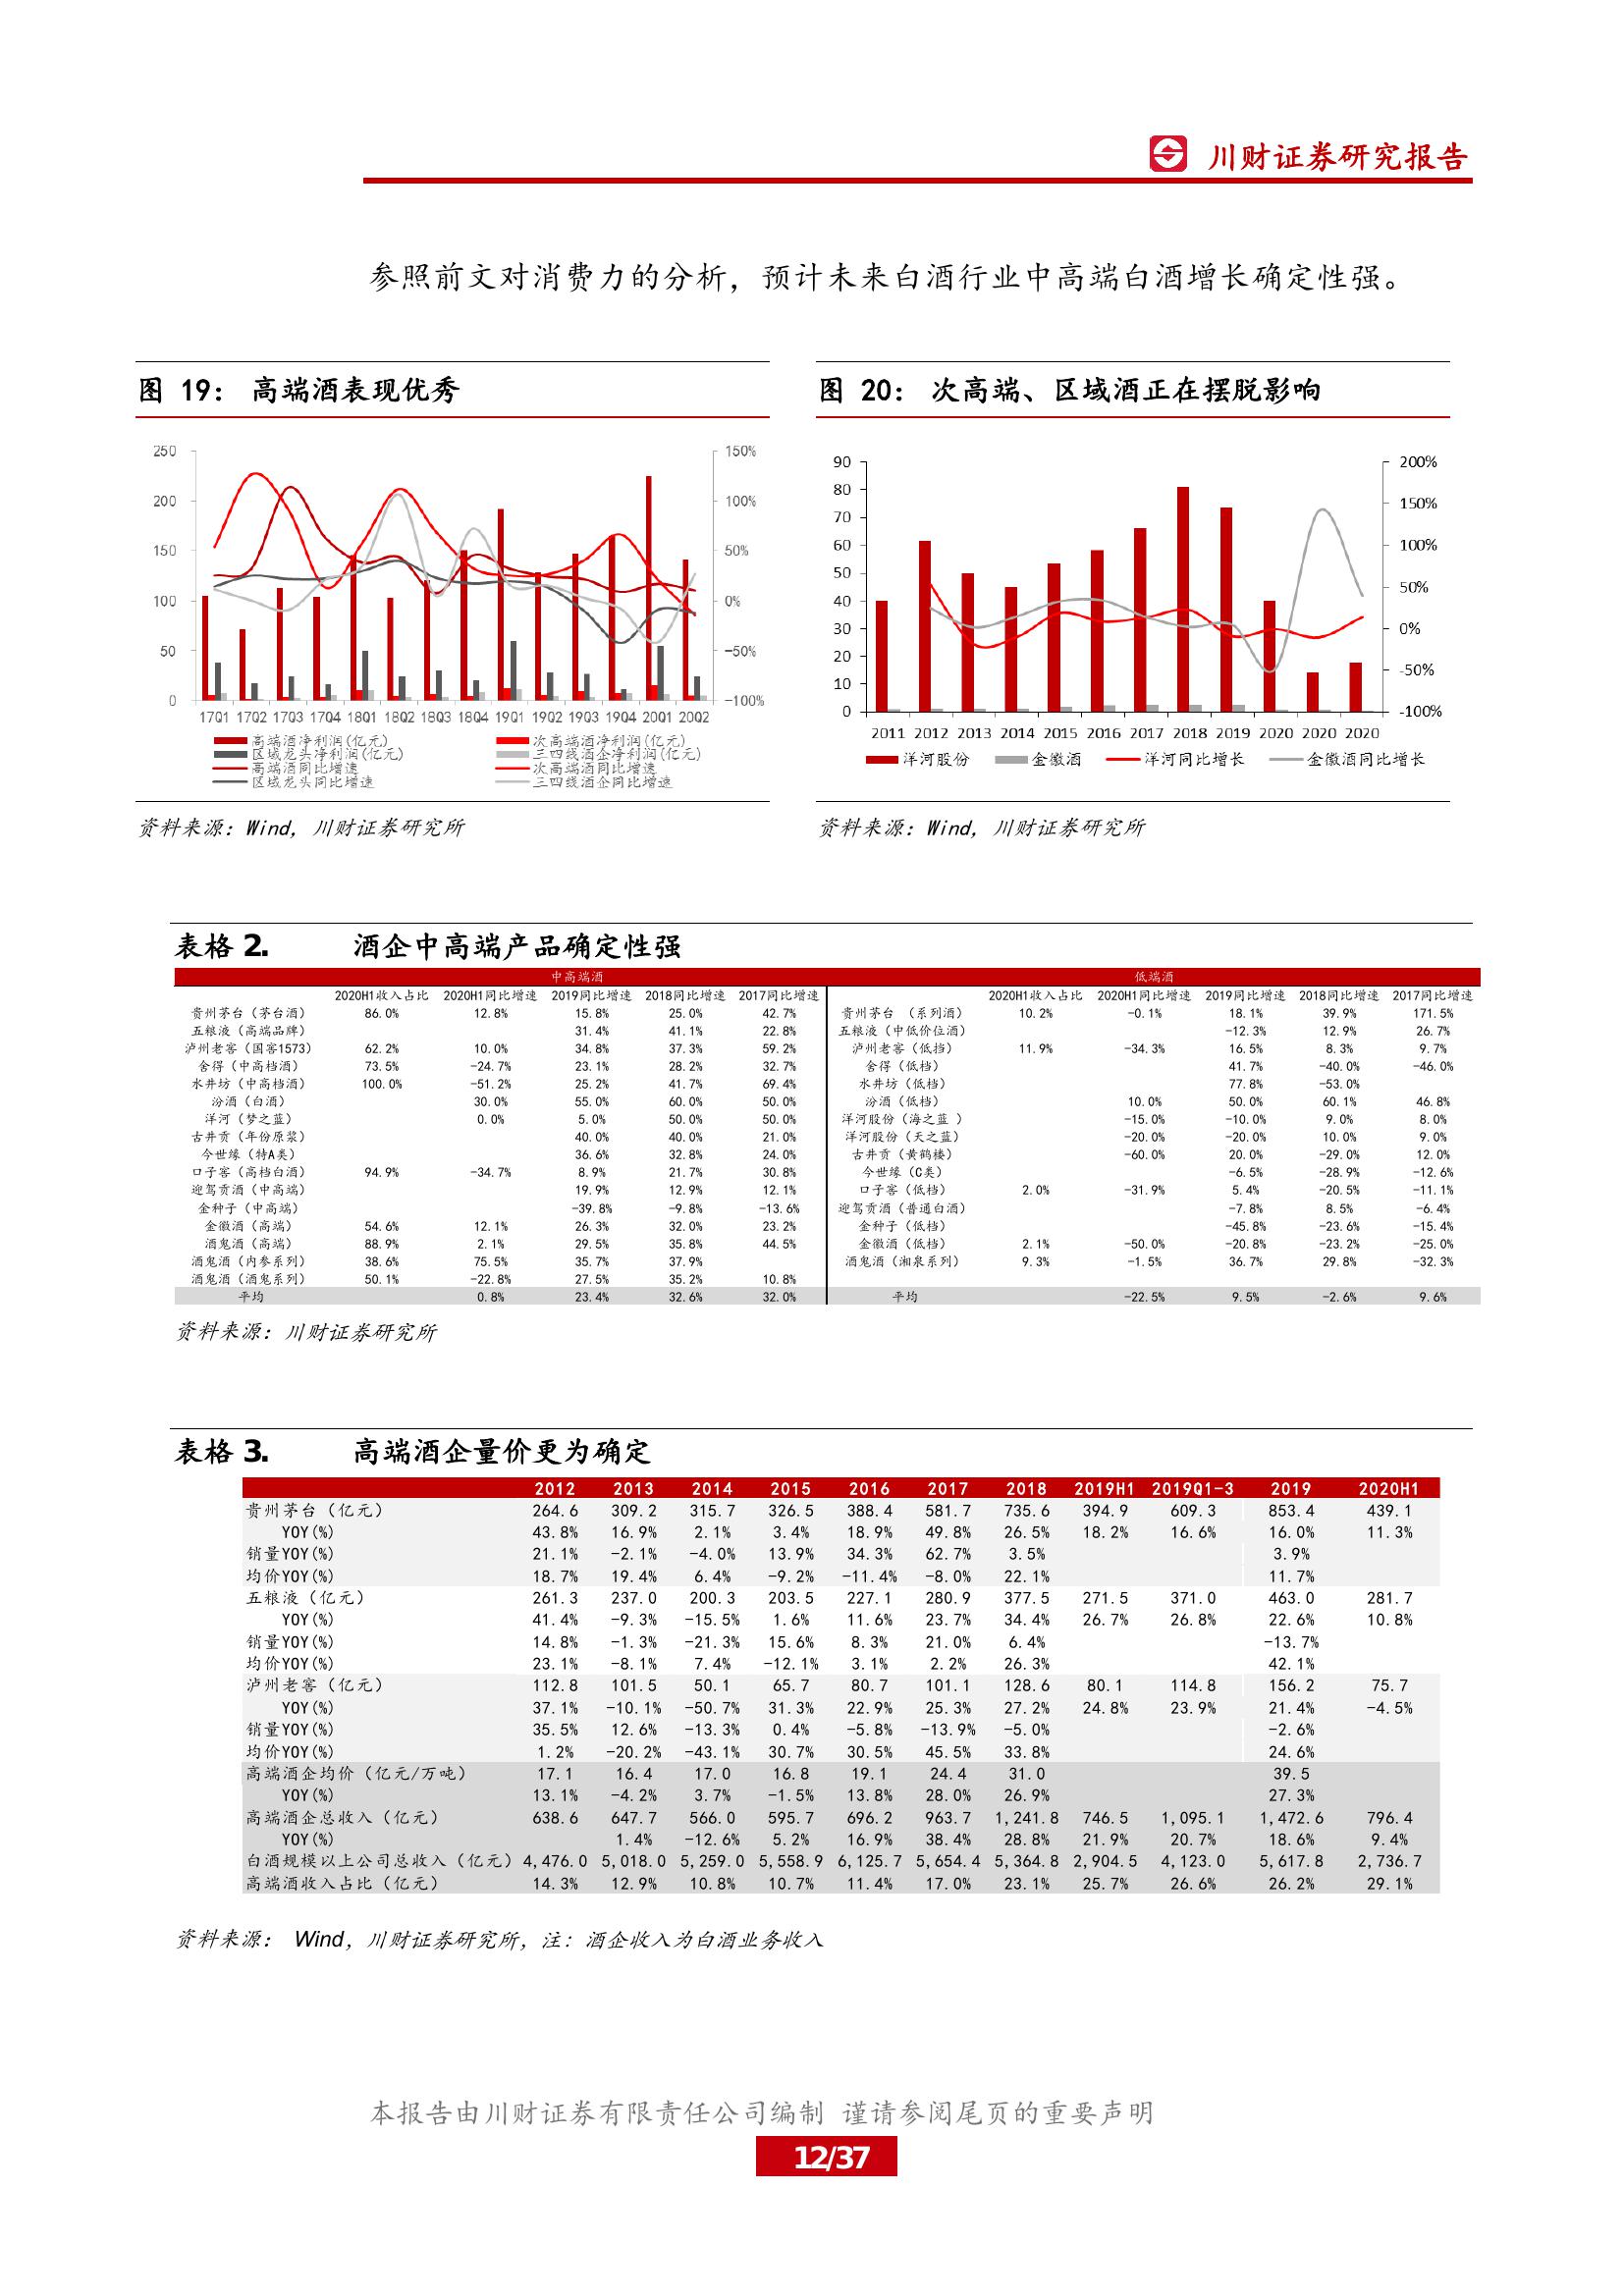 川财证券研究报告
参照前文对消费力的分析，预计未来白酒行业中高端白酒增长确定性强。
图 19： 高端酒表现优秀
250
200
150
100
50
0
150%
100%
50%
0%
-50%
-100%
17Q1 17Q2 17Q3 17Q4 18Q1 18Q2 18Q3 18Q4 19Q1 19Q2 19Q3 19Q4 20Q1 20Q2
高端酒净利润(亿元) 次高端酒净利润(亿元)
区域龙头净利润(亿元) 三四线酒企净利润(亿元)
高端酒同比增速 次高端酒同比增速
区域龙头同比增速 三四线酒企同比增速
资料来源：Wind，川财证券研究所
图 20： 次高端、区域酒正在摆脱影响
90
80
70
60
50
40
30
20
10
0
200%
150%
100%
50%
0%
-50%
-100%
2011 2012 2013 2014 2015 2016 2017 2018 2019 2020 2020 2020
洋河股份 金徽酒 洋河同比增长 金徽酒同比增长
资料来源：Wind，川财证券研究所
表格 2. 酒企中高端产品确定性强
中高端酒 低端酒
2020H1收入占比 2020H1同比增速 2019同比增速 2018同比增速 2017同比增速 2020H1收入占比 2020H1同比增速 2019同比增速 2018同比增速 2017同比增速
贵州茅台（茅台酒） 86.0% 12.8% 15.8% 25.0% 42.7% 贵州茅台 （系列酒） 10.2% -0.1% 18.1% 39.9% 171.5%
五粮液（高端品牌） 31.4% 41.1% 22.8% 五粮液（中低价位酒） -12.3% 12.9% 26.7%
泸州老窖（国窖1573） 62.2% 10.0% 34.8% 37.3% 59.2% 泸州老窖（低挡） 11.9% -34.3% 16.5% 8.3% 9.7%
舍得（中高档酒） 73.5% -24.7% 23.1% 28.2% 32.7% 舍得（低档） 41.7% -40.0% -46.0%
水井坊（中高档酒） 100.0% -51.2% 25.2% 41.7% 69.4% 水井坊（低档） 77.8% -53.0%
汾酒（白酒） 30.0% 55.0% 60.0% 50.0% 汾酒（低档） 10.0% 50.0% 60.1% 46.8%
洋河（梦之蓝） 0.0% 5.0% 50.0% 50.0% 洋河股份（海之蓝 ） -15.0% -10.0% 9.0% 8.0%
古井贡（年份原浆） 40.0% 40.0% 21.0% 洋河股份（天之蓝） -20.0% -20.0% 10.0% 9.0%
今世缘（特A类） 36.6% 32.8% 24.0% 古井贡（黄鹤楼） -60.0% 20.0% -29.0% 12.0%
口子窖（高档白酒） 94.9% -34.7% 8.9% 21.7% 30.8% 今世缘（C类） -6.5% -28.9% -12.6%
迎驾贡酒（中高端） 19.9% 12.9% 12.1% 口子窖（低档） 2.0% -31.9% 5.4% -20.5% -11.1%
金种子（中高端） -39.8% -9.8% -13.6% 迎驾贡酒（普通白酒） -7.8% 8.5% -6.4%
金徽酒（高端） 54.6% 12.1% 26.3% 32.0% 23.2% 金种子（低档） -45.8% -23.6% -15.4%
酒鬼酒（高端） 88.9% 2.1% 29.5% 35.8% 44.5% 金徽酒（低档） 2.1% -50.0% -20.8% -23.2% -25.0%
酒鬼酒（内参系列） 38.6% 75.5% 35.7% 37.9% 酒鬼酒（湘泉系列） 9.3% -1.5% 36.7% 29.8% -32.3%
酒鬼酒（酒鬼系列） 50.1% -22.8% 27.5% 35.2% 10.8%
平均 0.8% 23.4% 32.6% 32.0% 平均 -22.5% 9.5% -2.6% 9.6%
资料来源：川财证券研究所
表格 3. 高端酒企量价更为确定
2012 2013 2014 2015 2016 2017 2018 2019H1 2019Q1-3 2019 2020H1
贵州茅台（亿元） 264.6 309.2 315.7 326.5 388.4 581.7 735.6 394.9 609.3 853.4 439.1
YOY(%) 43.8% 16.9% 2.1% 3.4% 18.9% 49.8% 26.5% 18.2% 16.6% 16.0% 11.3%
销量YOY(%) 21.1% -2.1% -4.0% 13.9% 34.3% 62.7% 3.5% 3.9%
均价YOY(%) 18.7% 19.4% 6.4% -9.2% -11.4% -8.0% 22.1% 11.7%
五粮液（亿元） 261.3 237.0 200.3 203.5 227.1 280.9 377.5 271.5 371.0 463.0 281.7
YOY(%) 41.4% -9.3% -15.5% 1.6% 11.6% 23.7% 34.4% 26.7% 26.8% 22.6% 10.8%
销量YOY(%) 14.8% -1.3% -21.3% 15.6% 8.3% 21.0% 6.4% -13.7%
均价YOY(%) 23.1% -8.1% 7.4% -12.1% 3.1% 2.2% 26.3% 42.1%
泸州老窖（亿元） 112.8 101.5 50.1 65.7 80.7 101.1 128.6 80.1 114.8 156.2 75.7
YOY(%) 37.1% -10.1% -50.7% 31.3% 22.9% 25.3% 27.2% 24.8% 23.9% 21.4% -4.5%
销量YOY(%) 35.5% 12.6% -13.3% 0.4% -5.8% -13.9% -5.0% -2.6%
均价YOY(%) 1.2% -20.2% -43.1% 30.7% 30.5% 45.5% 33.8% 24.6%
高端酒企均价（亿元/万吨） 17.1 16.4 17.0 16.8 19.1 24.4 31.0 39.5
YOY(%) 13.1% -4.2% 3.7% -1.5% 13.8% 28.0% 26.9% 27.3%
高端酒企总收入（亿元） 638.6 647.7 566.0 595.7 696.2 963.7 1,241.8 746.5 1,095.1 1,472.6 796.4
YOY(%) 1.4% -12.6% 5.2% 16.9% 38.4% 28.8% 21.9% 20.7% 18.6% 9.4%
白酒规模以上公司总收入（亿元） 4,476.0 5,018.0 5,259.0 5,558.9 6,125.7 5,654.4 5,364.8 2,904.5 4,123.0 5,617.8 2,736.7
高端酒收入占比（亿元） 14.3% 12.9% 10.8% 10.7% 11.4% 17.0% 23.1% 25.7% 26.6% 26.2% 29.1%
资料来源： Wind，川财证券研究所，注：酒企收入为白酒业务收入
本报告由川财证券有限责任公司编制 谨请参阅尾页的重要声明
12/37